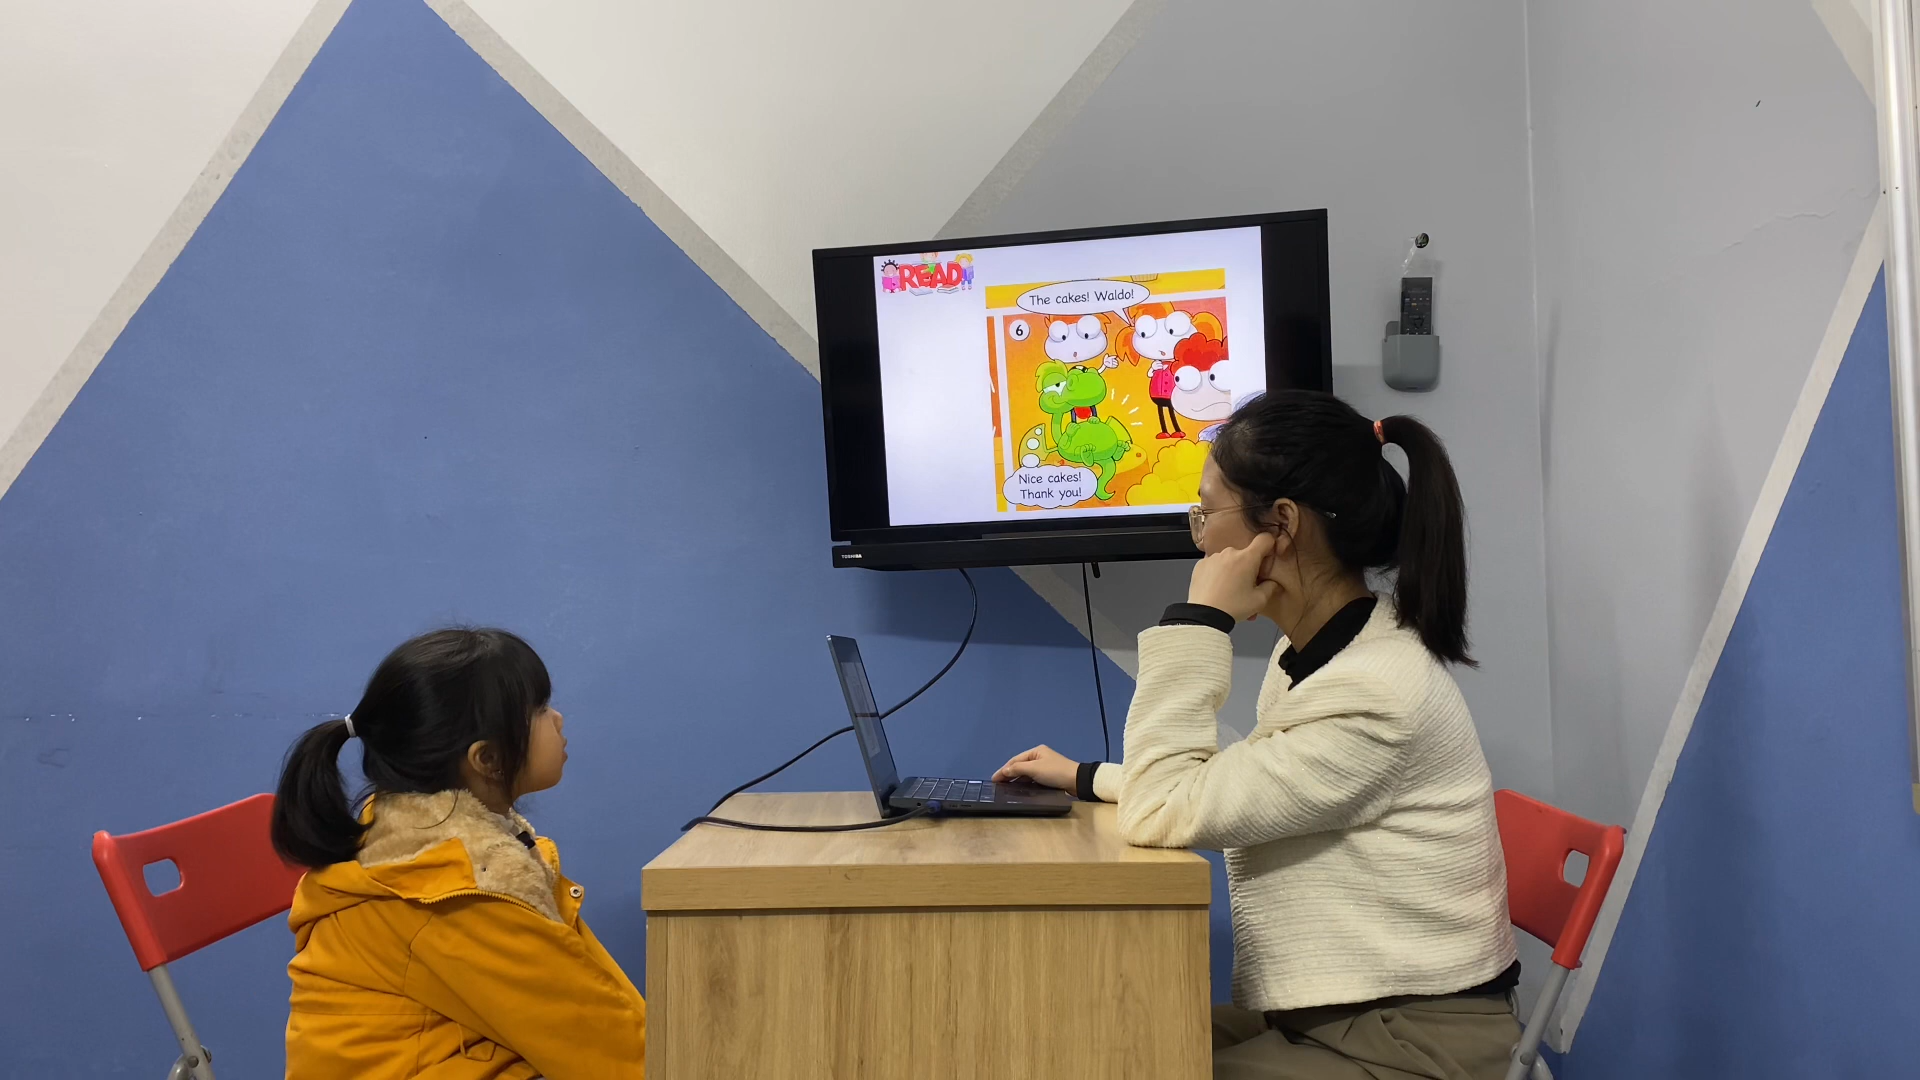 READ
The cakes! Waldo!
6
Nice cakes!
Thank you!
TOSHIBA